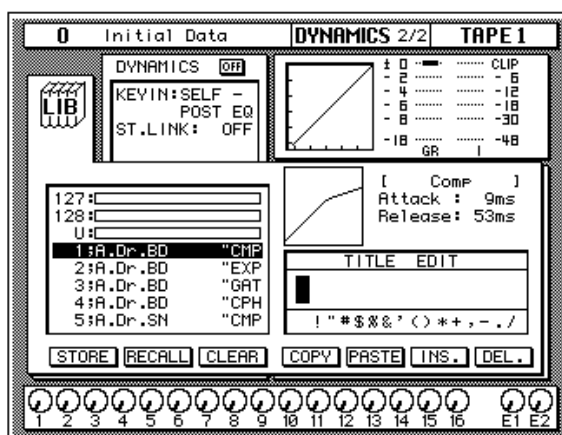 0 Initial Data DYNAMICS 2/2 TAPE 1
DYNAMICS OFF
LIB
KEYIN:SELF -
POST EQ
ST.LINK: OFF
± 0 CLIP
- 2 - 6
- 4 -12
- 6 -18
- 8 -30
-18 -48
GR I
[ Comp ]
Attack : 9ms
Release: 53ms
127:
128:
U:
1;A.Dr.BD "CMP
2;A.Dr.BD "EXP
3;A.Dr.BD "GAT
4;A.Dr.BD "CPH
5;A.Dr.SN "CMP
TITLE EDIT
!"#$%&'()*+,-./
STORE RECALL CLEAR COPY PASTE INS. DEL.
1 2 3 4 5 6 7 8 9 10 11 12 13 14 15 16 E1 E2